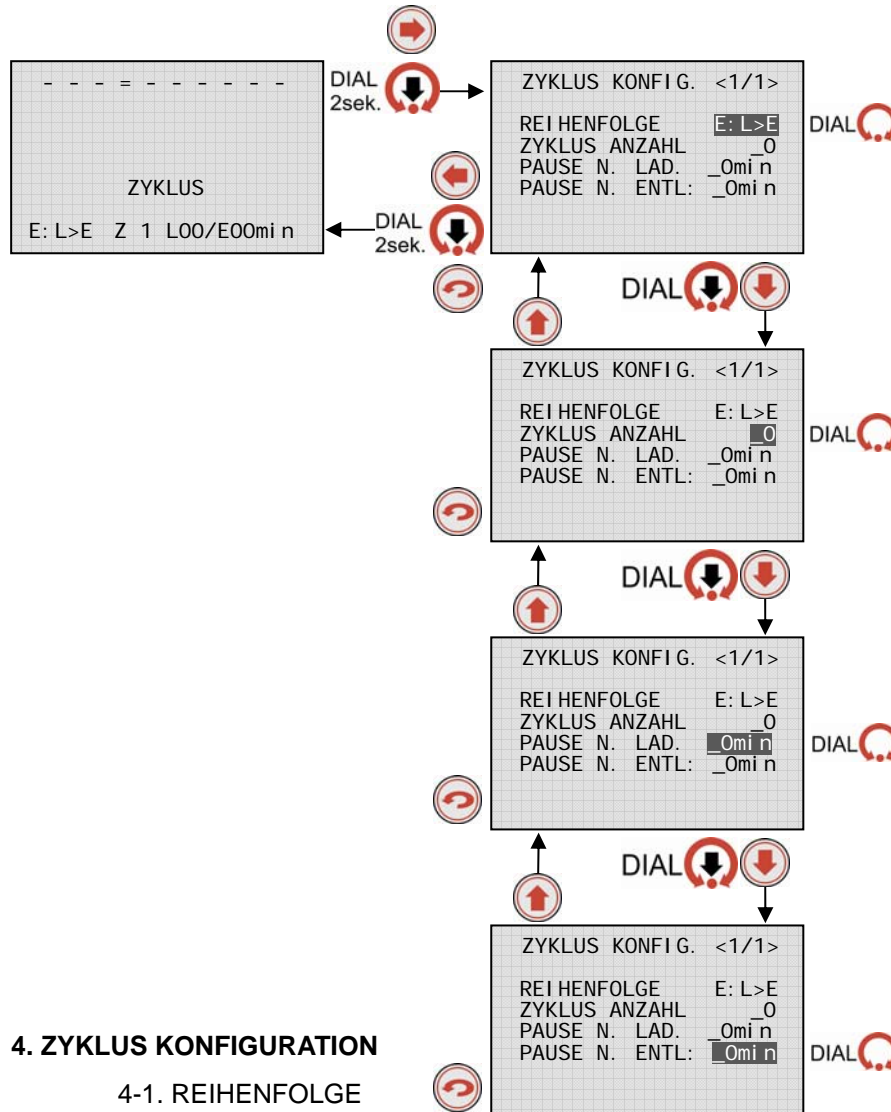 - - - = - - - - - -
ZYKLUS
E: L>E Z 1 L00/E00min
DIAL
2sek.
DIAL
2sek.
ZYKLUS KONFIG. <1/1>
REIHENFOLGE E: L>E
ZYKLUS ANZAHL _0
PAUSE N. LAD. _0min
PAUSE N. ENTL: _0min
DIAL
DIAL
ZYKLUS KONFIG. <1/1>
REIHENFOLGE E: L>E
ZYKLUS ANZAHL _0
PAUSE N. LAD. _0min
PAUSE N. ENTL: _0min
DIAL
DIAL
ZYKLUS KONFIG. <1/1>
REIHENFOLGE E: L>E
ZYKLUS ANZAHL _0
PAUSE N. LAD. _0min
PAUSE N. ENTL: _0min
DIAL
DIAL
ZYKLUS KONFIG. <1/1>
REIHENFOLGE E: L>E
ZYKLUS ANZAHL _0
PAUSE N. LAD. _0min
PAUSE N. ENTL: _0min
DIAL
4. ZYKLUS KONFIGURATION
4-1. REIHENFOLGE